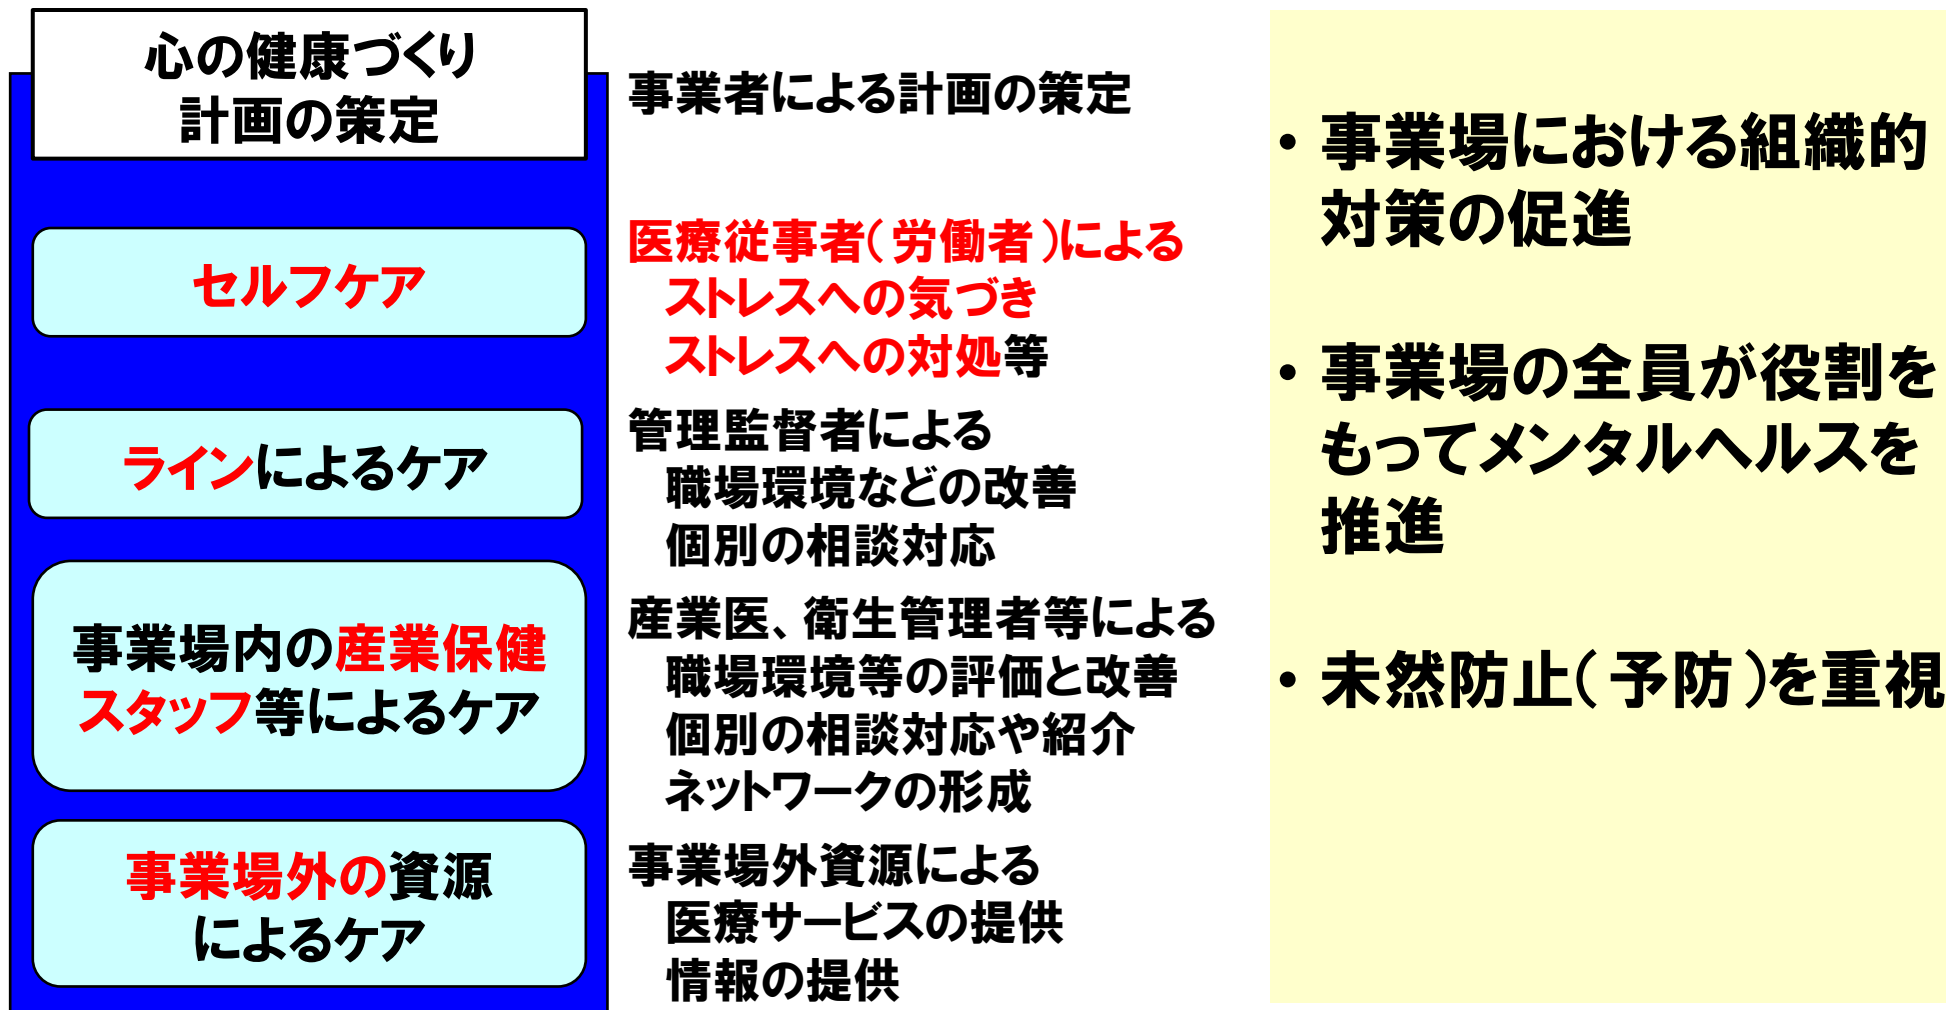 心の健康づくり
計画の策定
事業者による計画の策定
セルフケア
医療従事者(労働者)による
ストレスへの気づき
ストレスへの対処等
ラインによるケア
管理監督者による
職場環境などの改善
個別の相談対応
事業場内の産業保健
スタッフ等によるケア
産業医、衛生管理者等による
職場環境等の評価と改善
個別の相談対応や紹介
ネットワークの形成
事業場外の資源
によるケア
事業場外資源による
医療サービスの提供
情報の提供
• 事業場における組織的
対策の促進
• 事業場の全員が役割を
もってメンタルヘルスを
推進
• 未然防止(予防)を重視